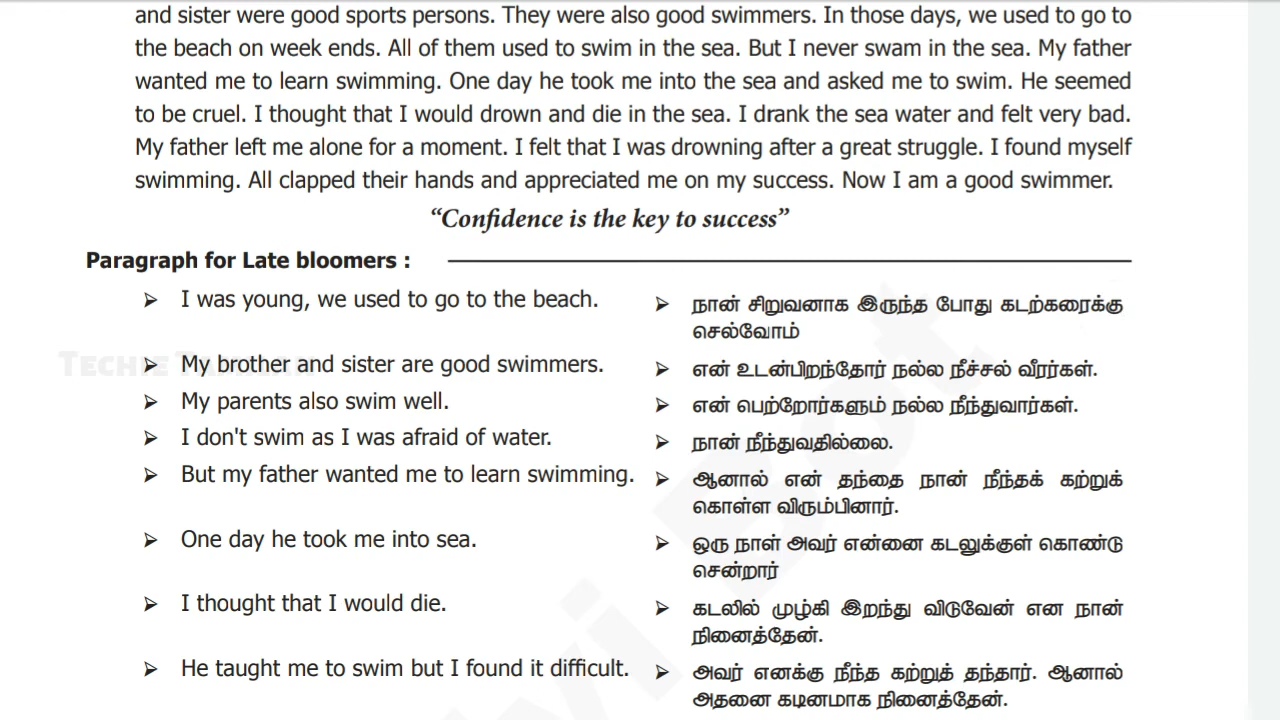 and sister were good sports persons. They were also good swimmers. In those days, we used to go to
the beach on week ends. All of them used to swim in the sea. But I never swam in the sea. My father
wanted me to learn swimming. One day he took me into the sea and asked me to swim. He seemed
to be cruel. I thought that I would drown and die in the sea. I drank the sea water and felt very bad.
My father left me alone for a moment. I felt that I was drowning after a great struggle. I found myself
swimming. All clapped their hands and appreciated me on my success. Now I am a good swimmer.
“Confidence is the key to success”
Paragraph for Late bloomers :
➢ I was young, we used to go to the beach.
➢ நான் சிறுவனாக இருந்த போது கடற்கரைக்கு
செல்வோம்
➢ My brother and sister are good swimmers.
➢ என் உடன்பிறந்தோர் நல்ல நீச்சல் வீரர்கள்.
➢ My parents also swim well.
➢ என் பெற்றோர்களும் நல்ல நீந்துவார்கள்.
➢ I don't swim as I was afraid of water.
➢ நான் நீந்துவதில்லை.
➢ But my father wanted me to learn swimming.
➢ ஆனால் என் தந்தை நான் நீந்தக் கற்றுக்
கொள்ள விரும்பினார்.
➢ One day he took me into sea.
➢ ஒரு நாள் அவர் என்னை கடலுக்குள் கொண்டு
சென்றார்
➢ I thought that I would die.
➢ கடலில் முழ்கி இறந்து விடுவேன் என நான்
நினைத்தேன்.
➢ He taught me to swim but I found it difficult.
➢ அவர் எனக்கு நீந்த கற்றுத் தந்தார். ஆனால்
அதனை கடினமாக நினைத்தேன்.